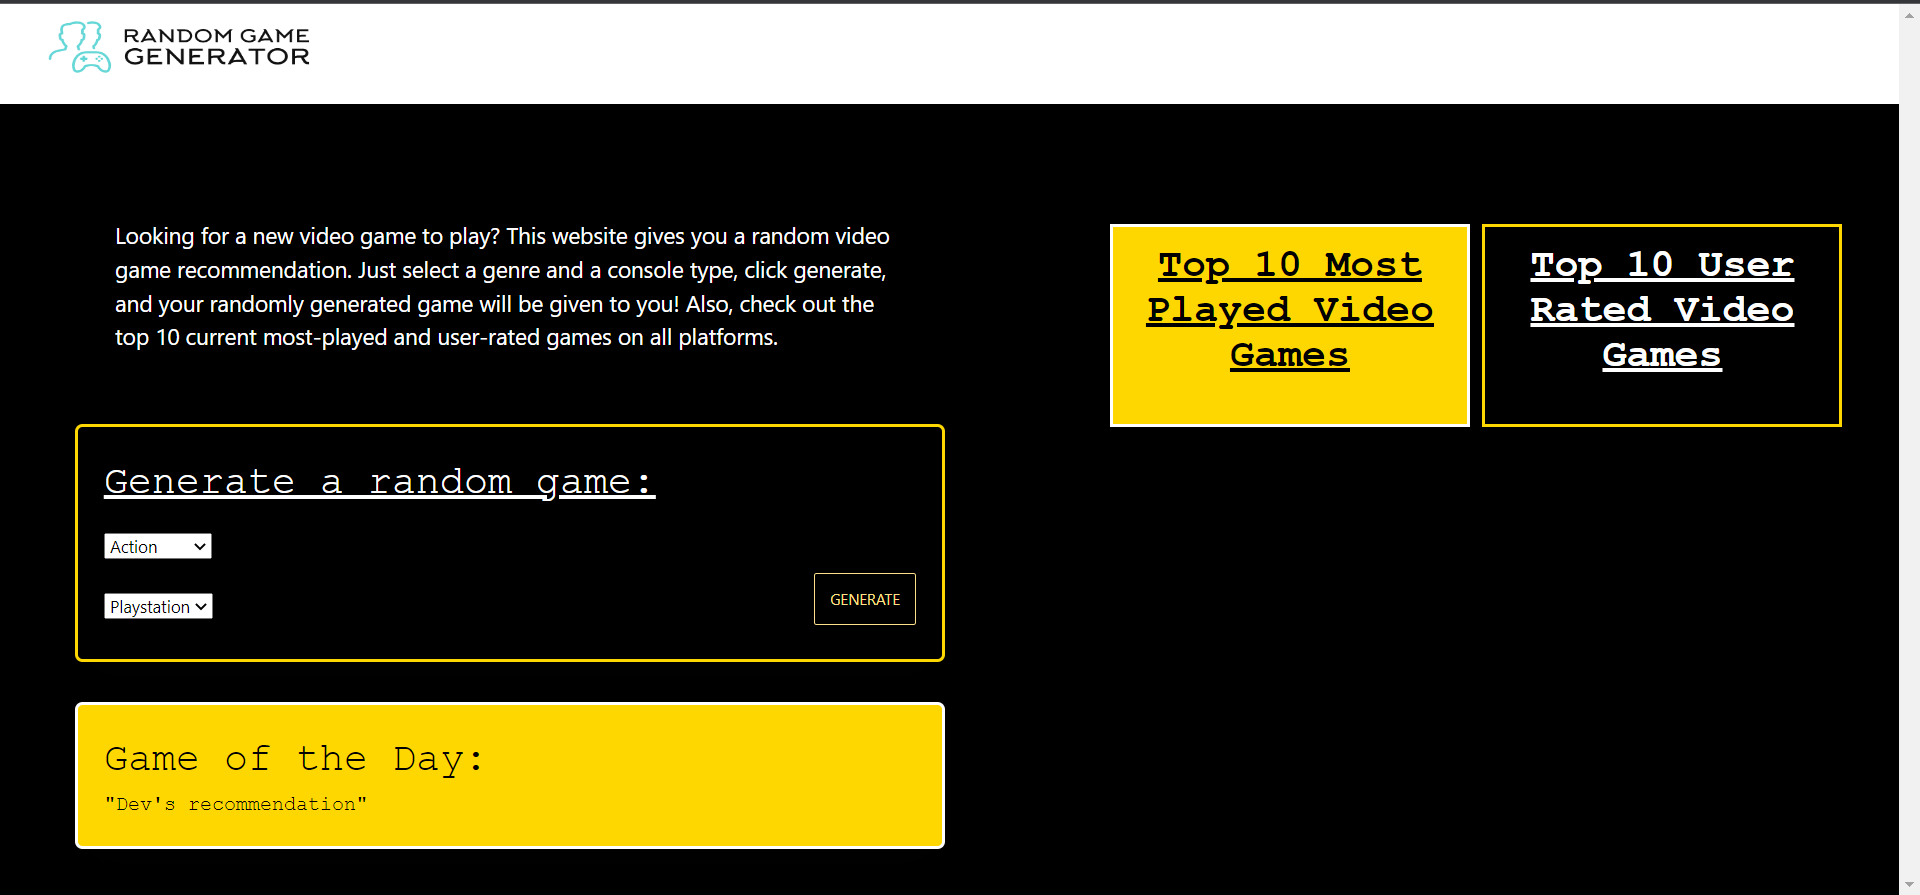 RANDOM GAME
GENERATOR
Looking for a new video game to play? This website gives you a random video
game recommendation. Just select a genre and a console type, click generate,
and your randomly generated game will be given to you! Also, check out the
top 10 current most-played and user-rated games on all platforms.
Top 10 Most
Played Video
Games
Top 10 User
Rated Video
Games
Generate a random game:
Action
Playstation
GENERATE
Game of the Day:
"Dev's recommendation"